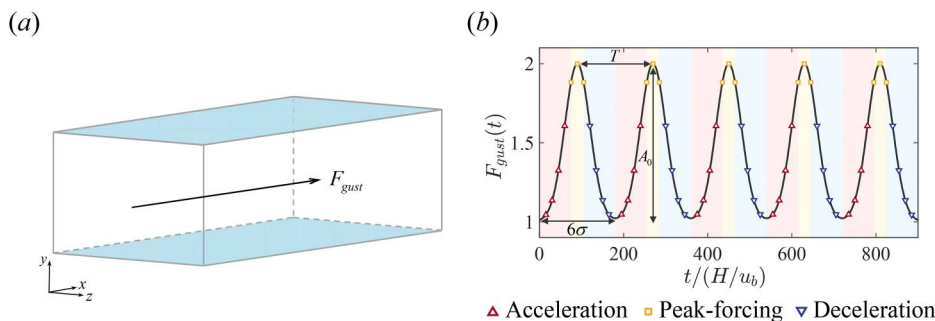 (a)
F_gust
y
x
z
(b)
F_gust(t)
2
1.5
1
T
A_0
6σ
0 200 400 600 800
t/(H/u_b)
Acceleration Peak-forcing Deceleration